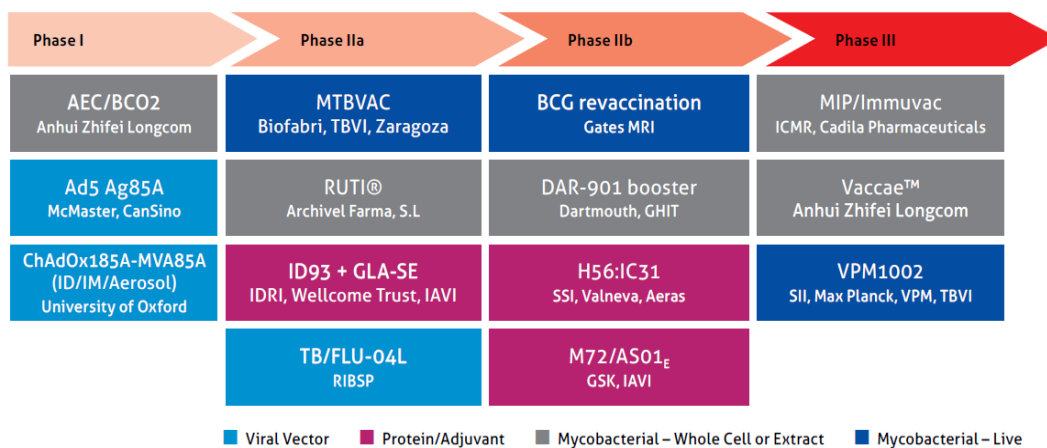 Phase I
Phase IIa
Phase IIb
Phase III
AEC/BCO2
Anhui Zhifei Longcom
MTBVAC
Biofabri, TBVI, Zaragoza
BCG revaccination
Gates MRI
MIP/Immuvac
ICMR, Cadila Pharmaceuticals
Ad5 Ag85A
McMaster, CanSino
RUTI®
Archivel Farma, S.L
DAR-901 booster
Dartmouth, GHIT
Vaccae™
Anhui Zhifei Longcom
ChAdOx185A-MVA85A
(ID/IM/Aerosol)
University of Oxford
ID93 + GLA-SE
IDRI, Wellcome Trust, IAVI
H56:IC31
SSI, Valneva, Aeras
VPM1002
SII, Max Planck, VPM, TBVI
TB/FLU-04L
RIBSP
M72/AS01E
GSK, IAVI
Viral Vector
Protein/Adjuvant
Mycobacterial – Whole Cell or Extract
Mycobacterial – Live